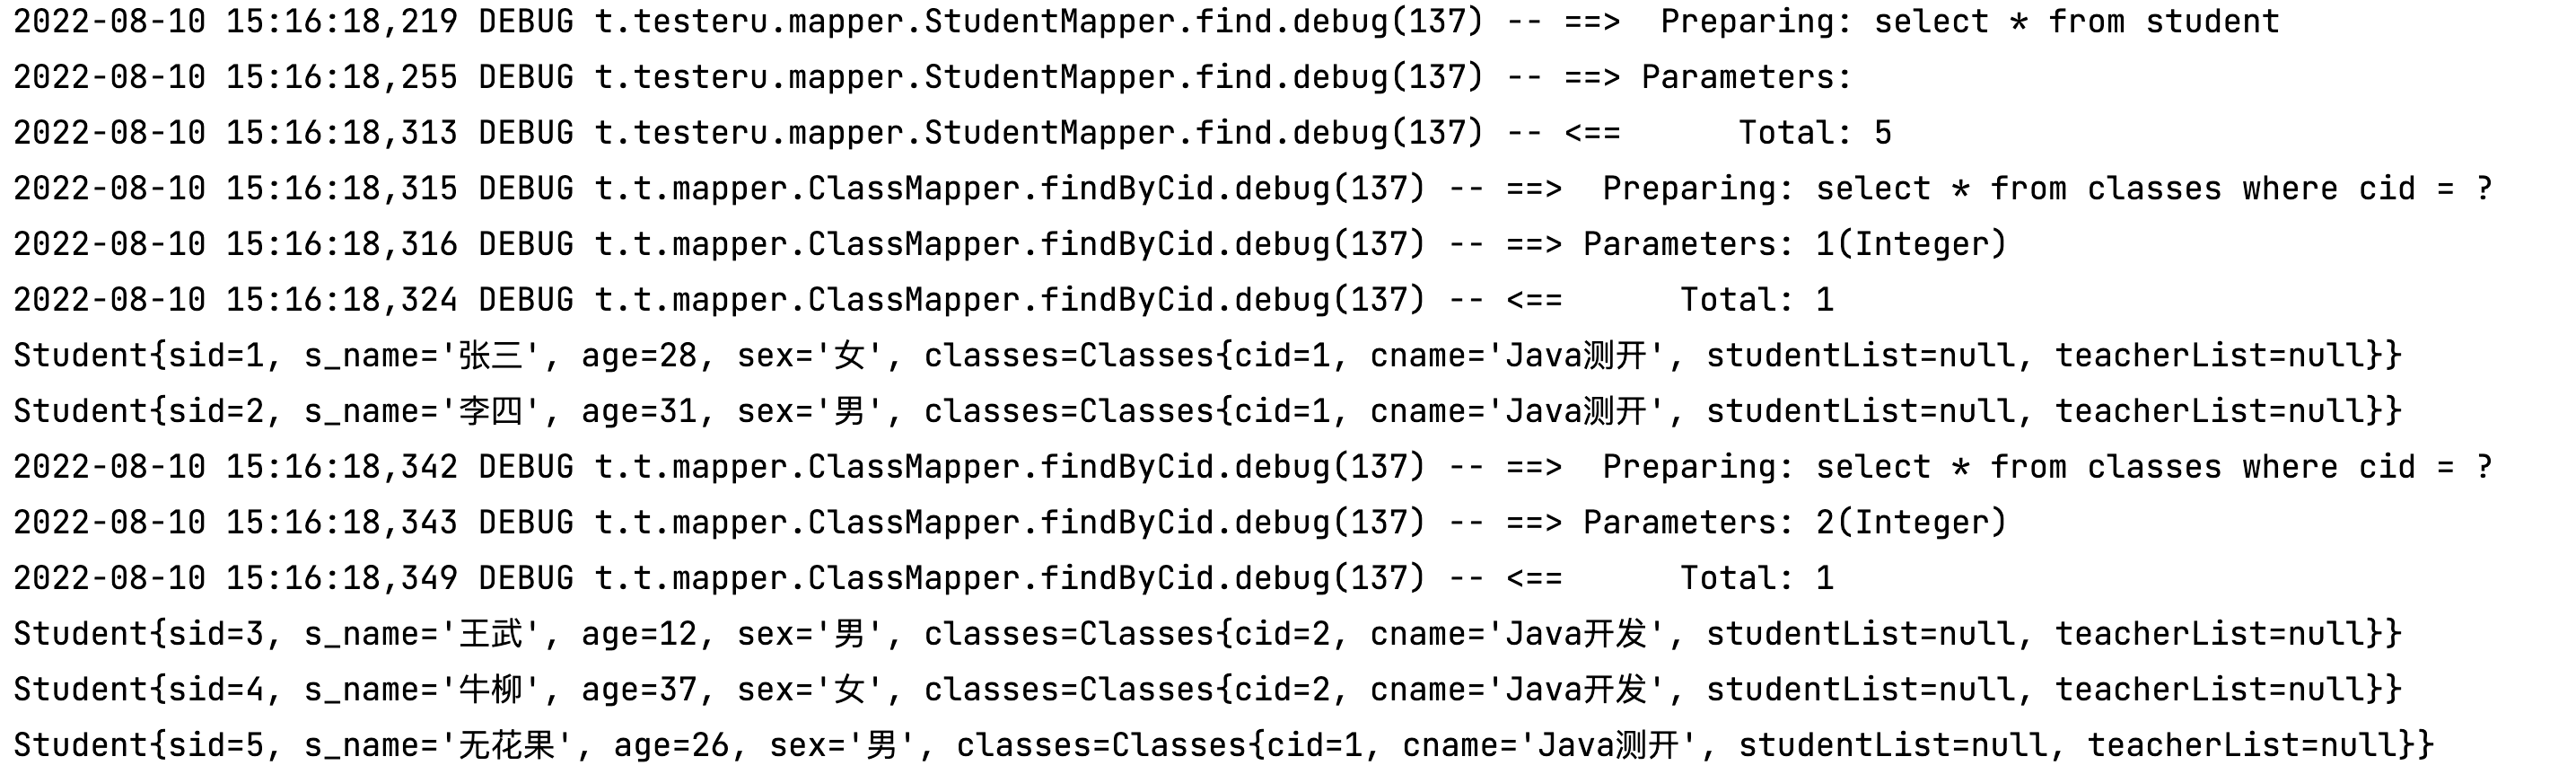 2022-08-10 15:16:18,219 DEBUG t.testeru.mapper.StudentMapper.find.debug(137) -- ==>  Preparing: select * from student
2022-08-10 15:16:18,255 DEBUG t.testeru.mapper.StudentMapper.find.debug(137) -- ==> Parameters:
2022-08-10 15:16:18,313 DEBUG t.testeru.mapper.StudentMapper.find.debug(137) -- <==      Total: 5
2022-08-10 15:16:18,315 DEBUG t.t.mapper.ClassMapper.findByCid.debug(137) -- ==>  Preparing: select * from classes where cid = ?
2022-08-10 15:16:18,316 DEBUG t.t.mapper.ClassMapper.findByCid.debug(137) -- ==> Parameters: 1(Integer)
2022-08-10 15:16:18,324 DEBUG t.t.mapper.ClassMapper.findByCid.debug(137) -- <==      Total: 1
Student{sid=1, s_name='张三', age=28, sex='女', classes=Classes{cid=1, cname='Java测开', studentList=null, teacherList=null}}
Student{sid=2, s_name='李四', age=31, sex='男', classes=Classes{cid=1, cname='Java测开', studentList=null, teacherList=null}}
2022-08-10 15:16:18,342 DEBUG t.t.mapper.ClassMapper.findByCid.debug(137) -- ==>  Preparing: select * from classes where cid = ?
2022-08-10 15:16:18,343 DEBUG t.t.mapper.ClassMapper.findByCid.debug(137) -- ==> Parameters: 2(Integer)
2022-08-10 15:16:18,349 DEBUG t.t.mapper.ClassMapper.findByCid.debug(137) -- <==      Total: 1
Student{sid=3, s_name='王武', age=12, sex='男', classes=Classes{cid=2, cname='Java开发', studentList=null, teacherList=null}}
Student{sid=4, s_name='牛柳', age=37, sex='女', classes=Classes{cid=2, cname='Java开发', studentList=null, teacherList=null}}
Student{sid=5, s_name='无花果', age=26, sex='男', classes=Classes{cid=1, cname='Java测开', studentList=null, teacherList=null}}